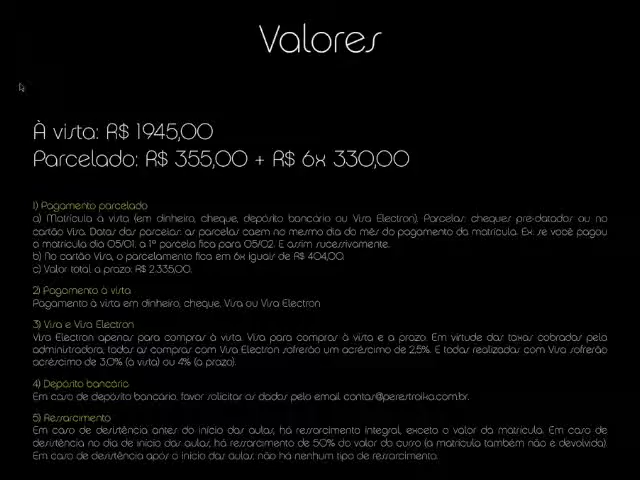 Valores
À vista: R$ 1945,00
Parcelado: R$ 355,00 + R$ 6x 330,00
1) Pagamento parcelado
a) Matrícula à vista (em dinheiro, cheque, depósito bancário ou Visa Electron). Parcelas: cheques pré-datados ou no
cartão Visa. Datas das parcelas: as parcelas caem no mesmo dia do mês do pagamento da matrícula. Ex: se você pagou
a matrícula dia 05/01, a 1ª parcela fica para 05/02. E assim sucessivamente.
b) No cartão Visa, o parcelamento fica em 6x iguais de R$ 404,00.
c) Valor total a prazo: R$ 2.335,00.
2) Pagamento à vista
Pagamento à vista em dinheiro, cheque, Visa ou Visa Electron
3) Visa e Visa Electron
Visa Electron apenas para compras à vista. Visa para compras à vista e a prazo. Em virtude das taxas cobradas pela
administradora, todas as compras com Visa Electron sofrerão um acréscimo de 2,5%. E todas realizadas com Visa sofrerão
acréscimo de 3,0% (a vista) ou 4% (a prazo).
4) Depósito bancário
Em caso de depósito bancário, favor solicitar os dados pelo email contas@perestroika.com.br.
5) Ressarcimento
Em caso de desistência antes do início das aulas, há ressarcimento integral, exceto o valor da matrícula. Em caso de
desistência no dia de início das aulas, há ressarcimento de 50% do valor do curso (a matrícula também não é devolvida).
Em caso de desistência após o início das aulas, não há nenhum tipo de ressarcimento.